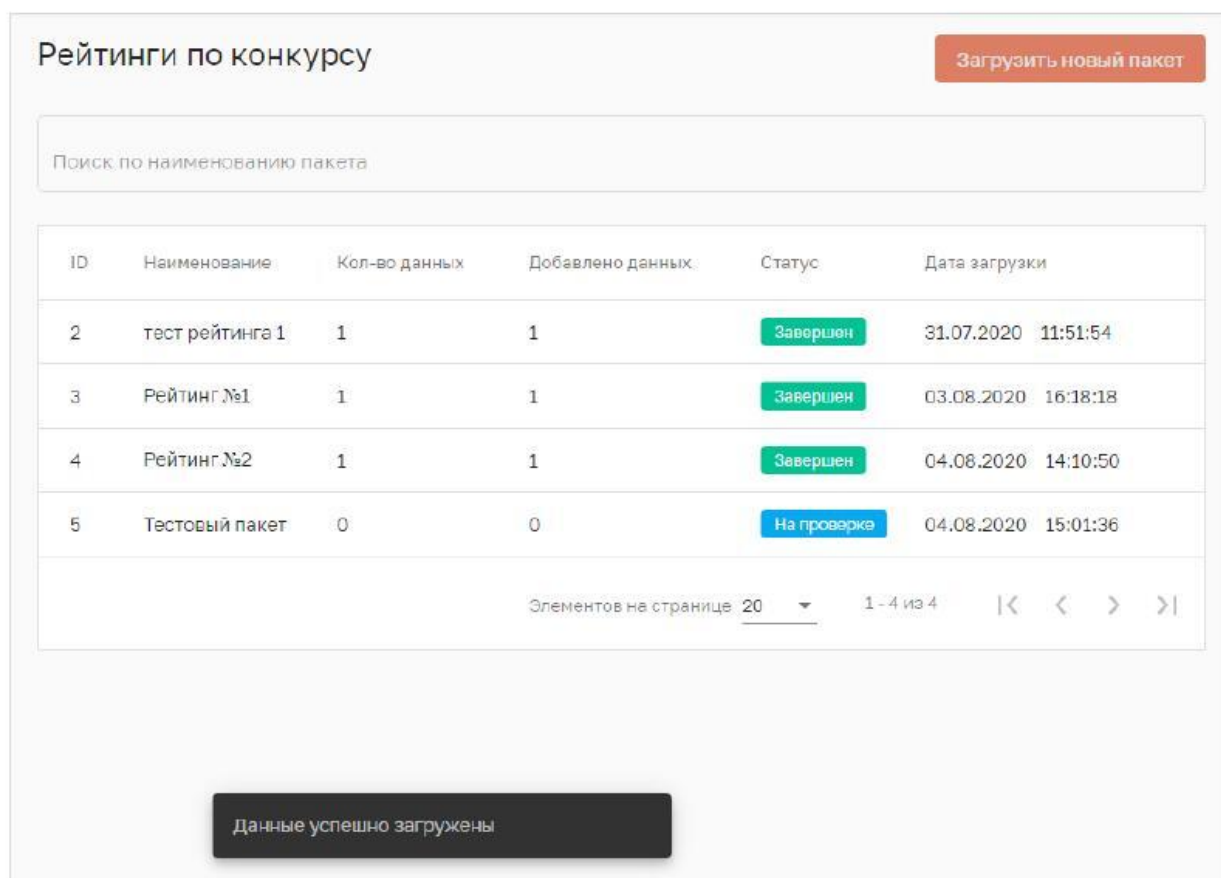 Рейтинги по конкурсу Загрузить новый пакет
Поиск по наименованию пакета
ID Наименование Кол-во данных Добавлено данных Статус Дата загрузки
2 тест рейтинга 1 1 1 Завершен 31.07.2020 11:51:54
3 Рейтинг №1 1 1 Завершен 03.08.2020 16:18:18
4 Рейтинг №2 1 1 Завершен 04.08.2020 14:10:50
5 Тестовый пакет 0 0 На проверке 04.08.2020 15:01:36
Элементов на странице 20 1 - 4 из 4
Данные успешно загружены